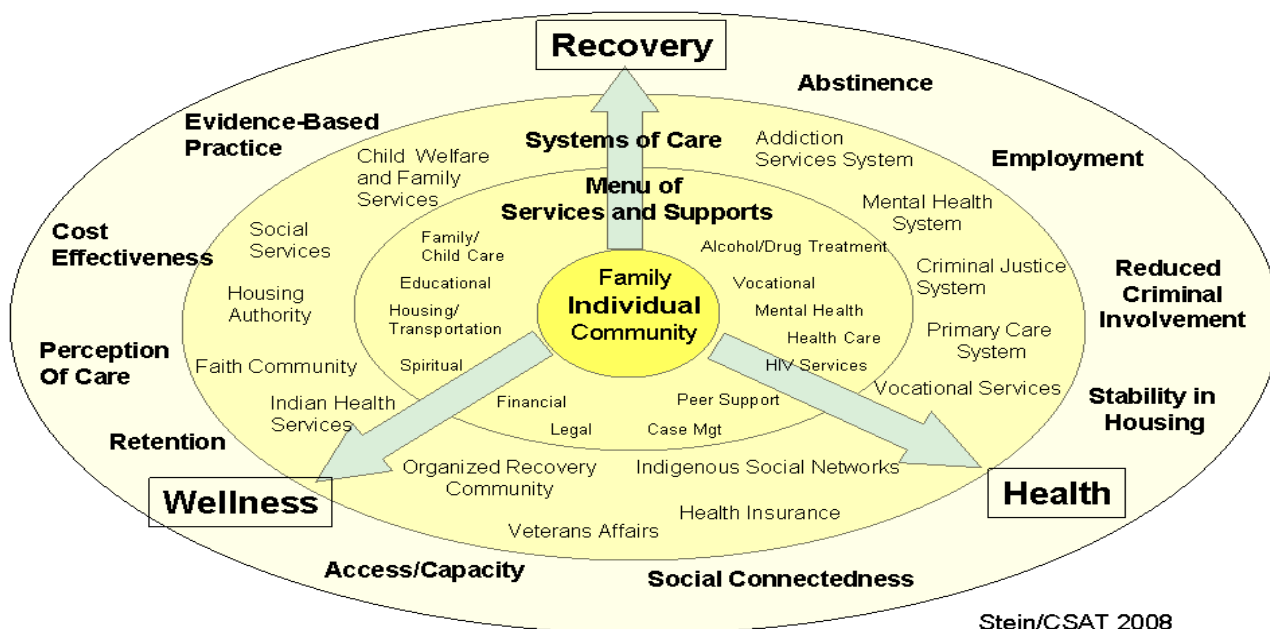 Recovery
Abstinence
Evidence-Based
Practice
Systems of Care
Addiction
Services System
Employment
Child Welfare
and Family
Services
Menu of
Services and Supports
Mental Health
System
Cost
Effectiveness
Social
Services
Family/
Child Care
Alcohol/Drug Treatment
Criminal Justice
System
Reduced
Criminal
Involvement
Educational
Family
Individual
Community
Vocational
Housing
Authority
Housing/
Transportation
Mental Health
Health Care
Primary Care
System
Perception
Of Care
Faith Community
Spiritual
HIV Services
Vocational Services
Stability in
Housing
Indian Health
Services
Financial
Peer Support
Retention
Legal
Case Mgt
Organized Recovery
Community
Indigenous Social Networks
Wellness
Health
Veterans Affairs
Health Insurance
Access/Capacity
Social Connectedness
Stein/CSAT 2008